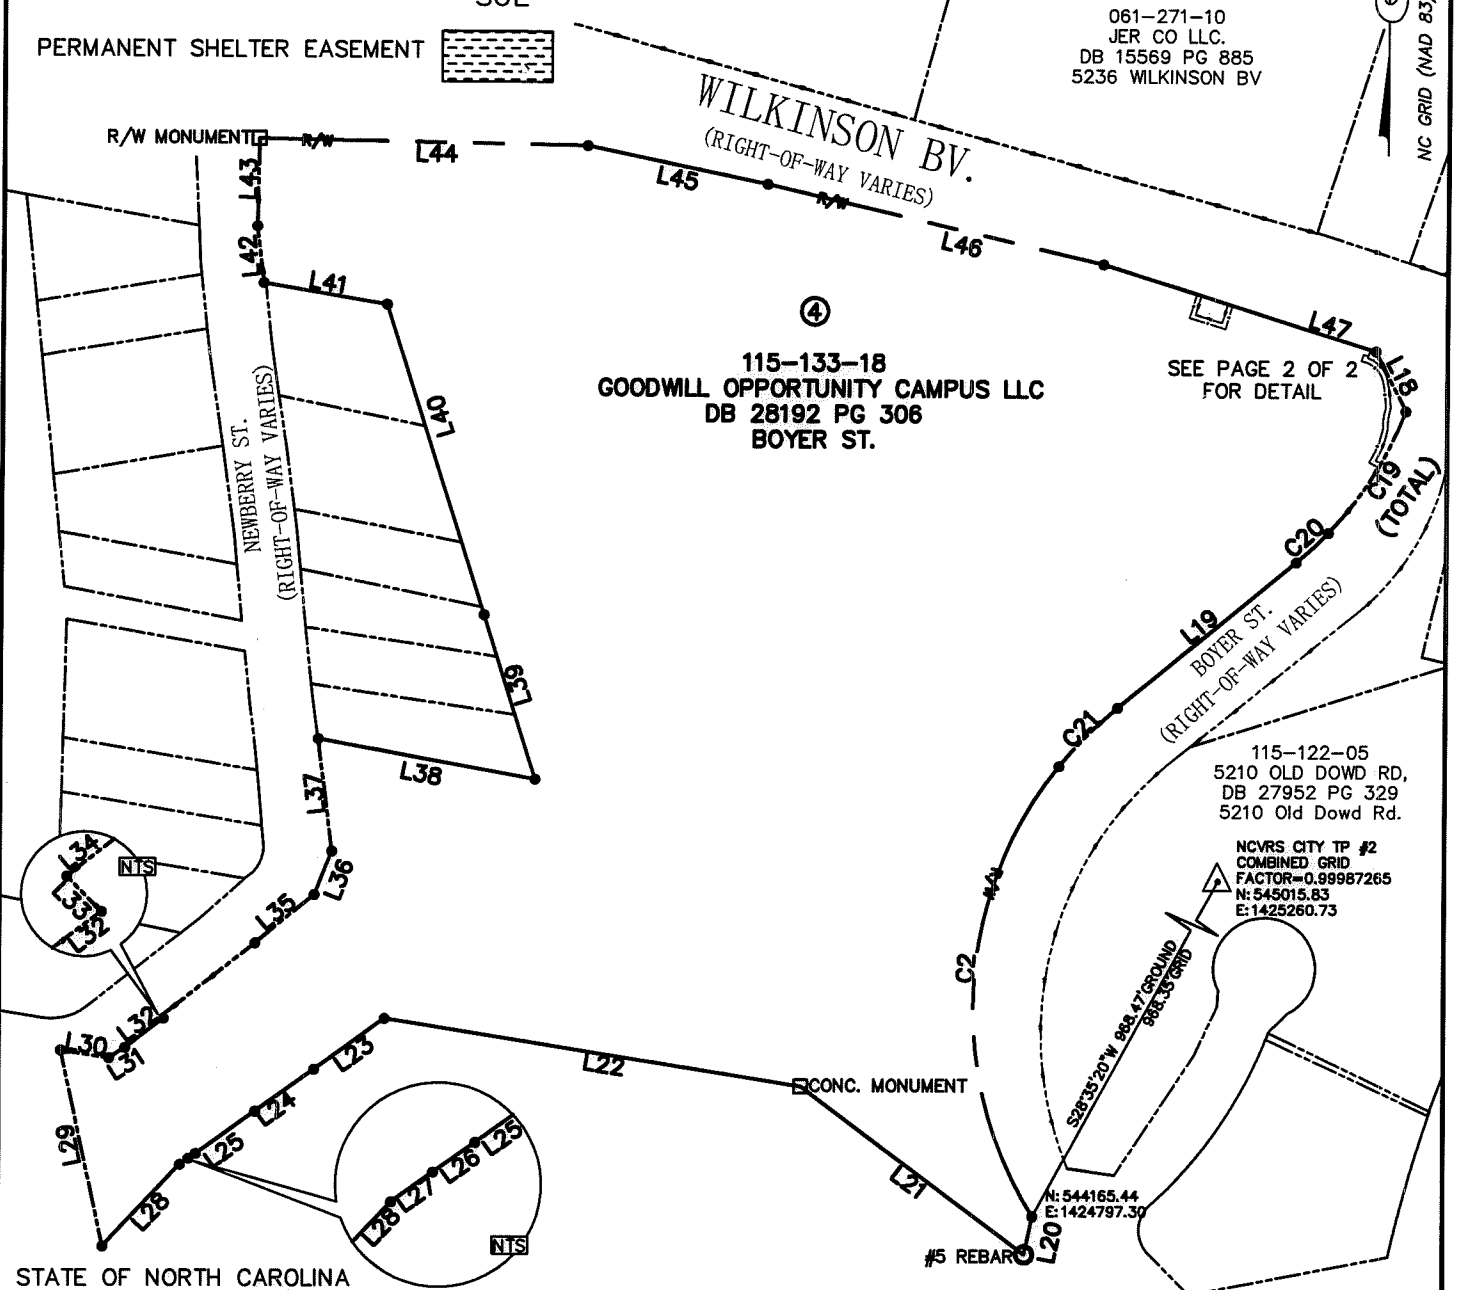 PERMANENT SHELTER EASEMENT
061-271-10
JER CO LLC.
DB 15569 PG 885
5236 WILKINSON BV
NC GRID (NAD 83/
WILKINSON BV.
(RIGHT-OF-WAY VARIES)
R/W MONUMENT
R/W
L44
L43
L45
R/W
L46
L42
L41
L47
L18
4
115-133-18
GOODWILL OPPORTUNITY CAMPUS LLC
DB 28192 PG 306
BOYER ST.
SEE PAGE 2 OF 2
FOR DETAIL
NEWBERRY ST.
(RIGHT-OF-WAY VARIES)
L40
C19
(TOTAL)
C20
L19
BOYER ST.
(RIGHT-OF-WAY VARIES)
L39
C21
L38
L37
115-122-05
5210 OLD DOWD RD,
DB 27952 PG 329
5210 Old Dowd Rd.
NCVRS CITY TP #2
COMBINED GRID
FACTOR=0.99987265
N: 545015.83
E: 1425260.73
L34
NTS
L33
L32
L36
L35
R/W
C2
S28°35'20"W 968.47'GROUND
968.35'GRID
L32
L30
L31
L23
L22
CONC. MONUMENT
L24
L29
L25
L28
L25
L26
L27
L28
NTS
L21
N: 544165.44
E: 1424797.30
L20
#5 REBAR
STATE OF NORTH CAROLINA